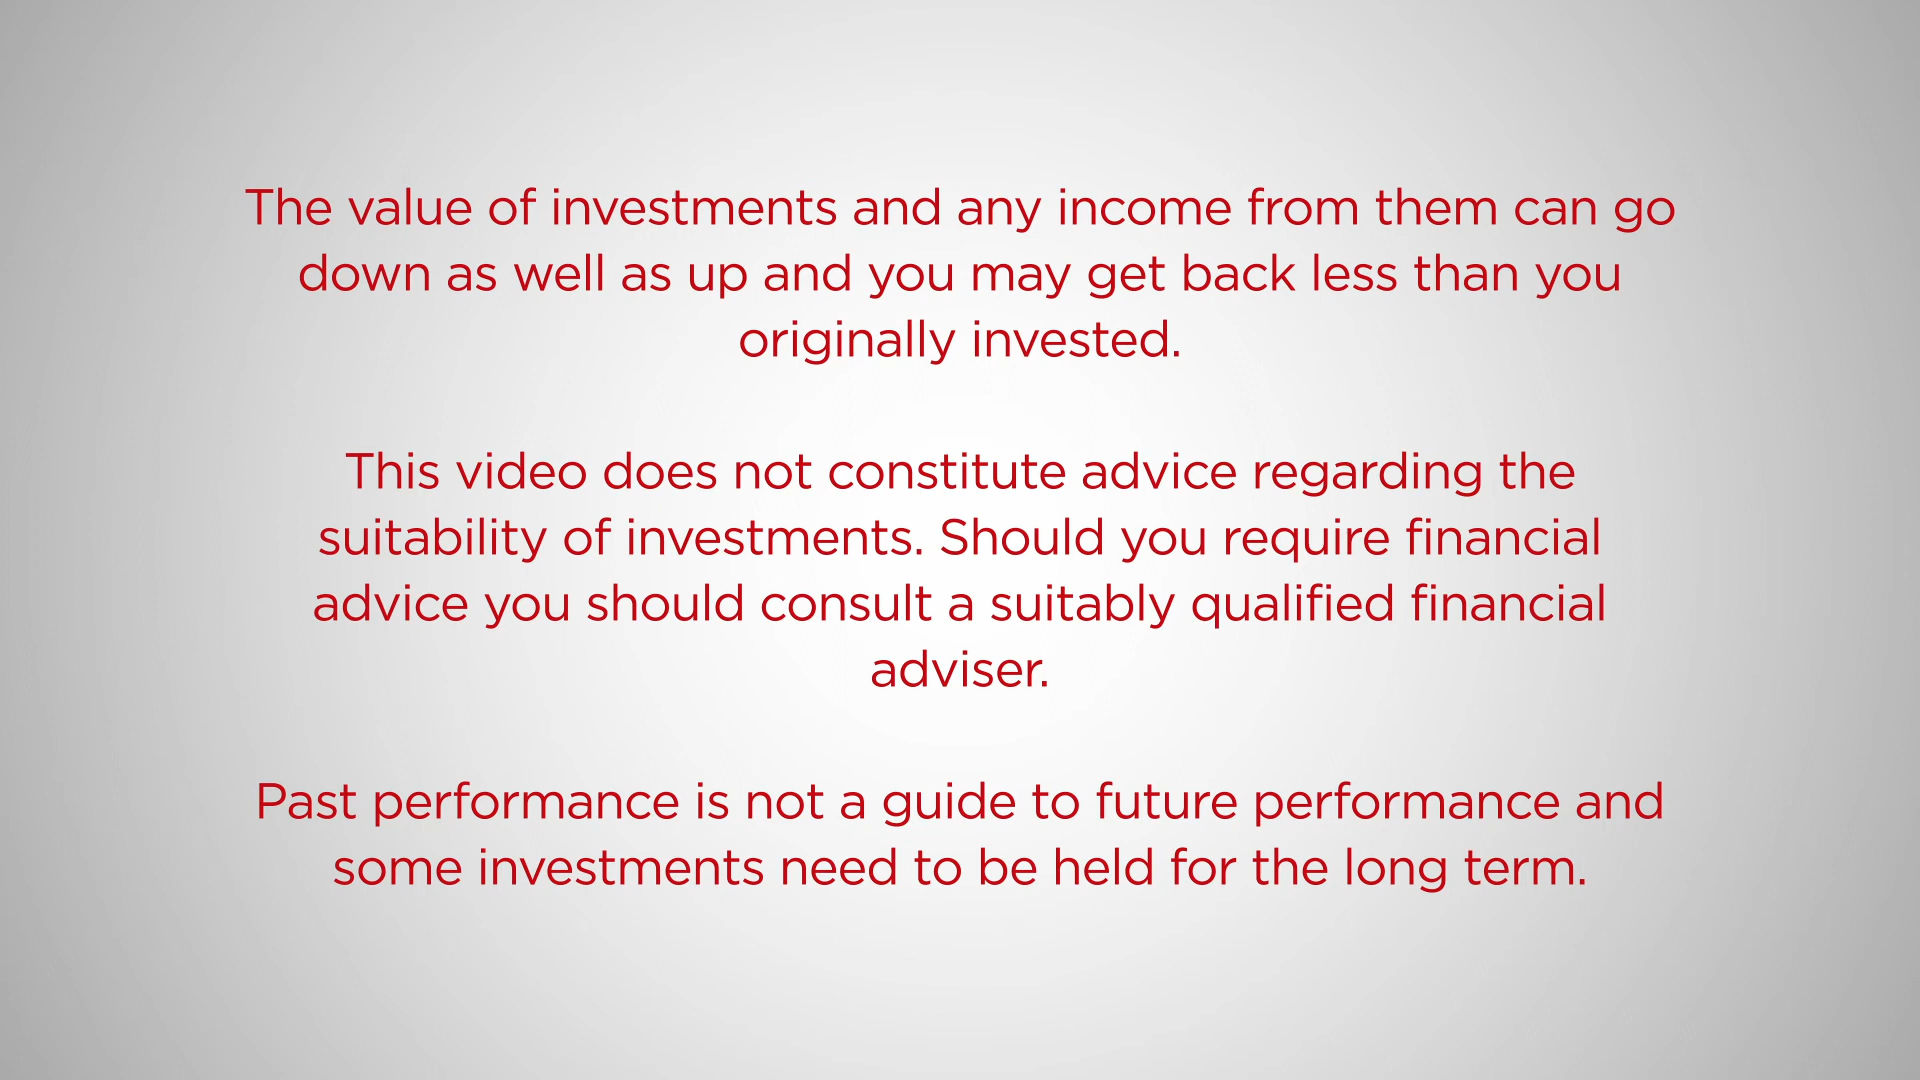 The value of investments and any income from them can go
down as well as up and you may get back less than you
originally invested.
This video does not constitute advice regarding the
suitability of investments. Should you require financial
advice you should consult a suitably qualified financial
adviser.
Past performance is not a guide to future performance and
some investments need to be held for the long term.